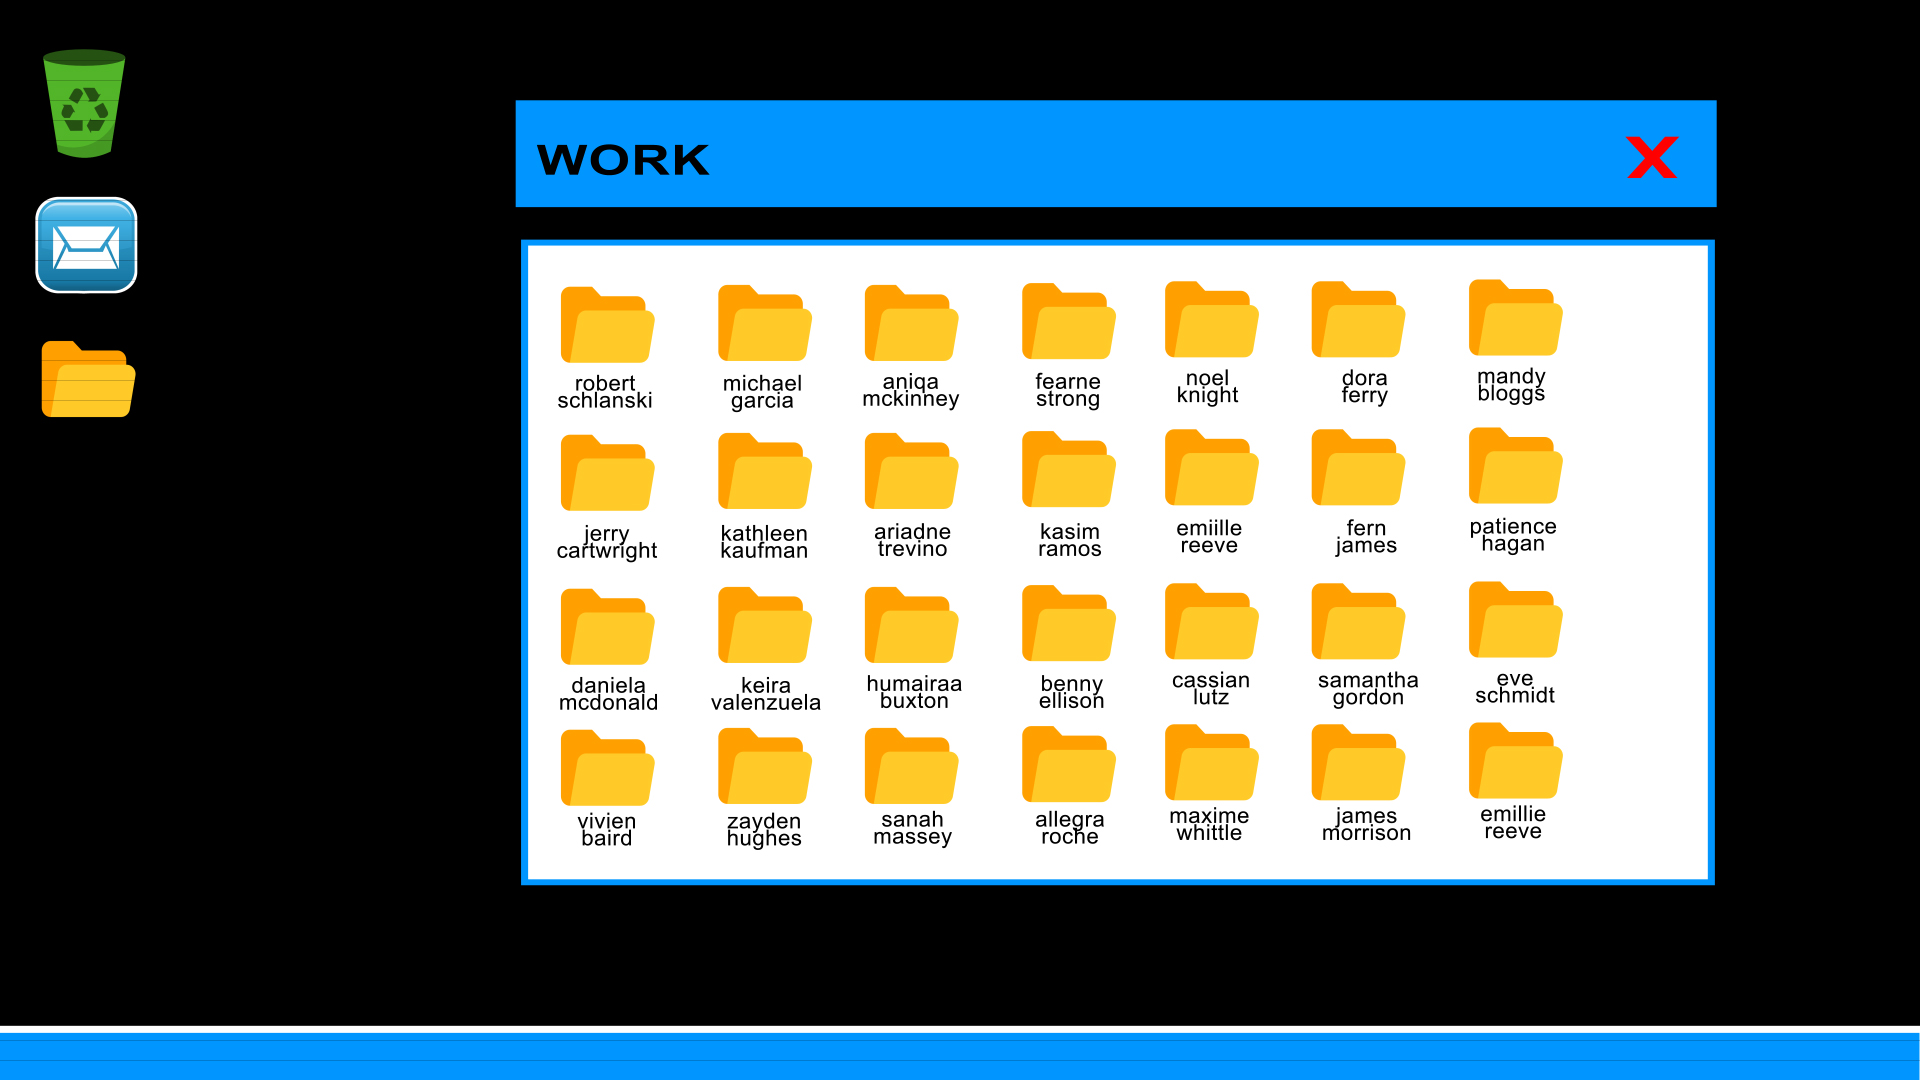 WORK X
robert michael aniqa fearne noel dora mandy
schlanski garcia mckinney strong knight ferry bloggs
jerry kathleen ariadne kasim emiille fern patience
cartwright kaufman trevino ramos reeve james hagan
daniela keira humairaa benny cassian samantha eve
mcdonald valenzuela buxton ellison lutz gordon schmidt
vivien zayden sanah allegra maxime james emillie
baird hughes massey roche whittle morrison reeve